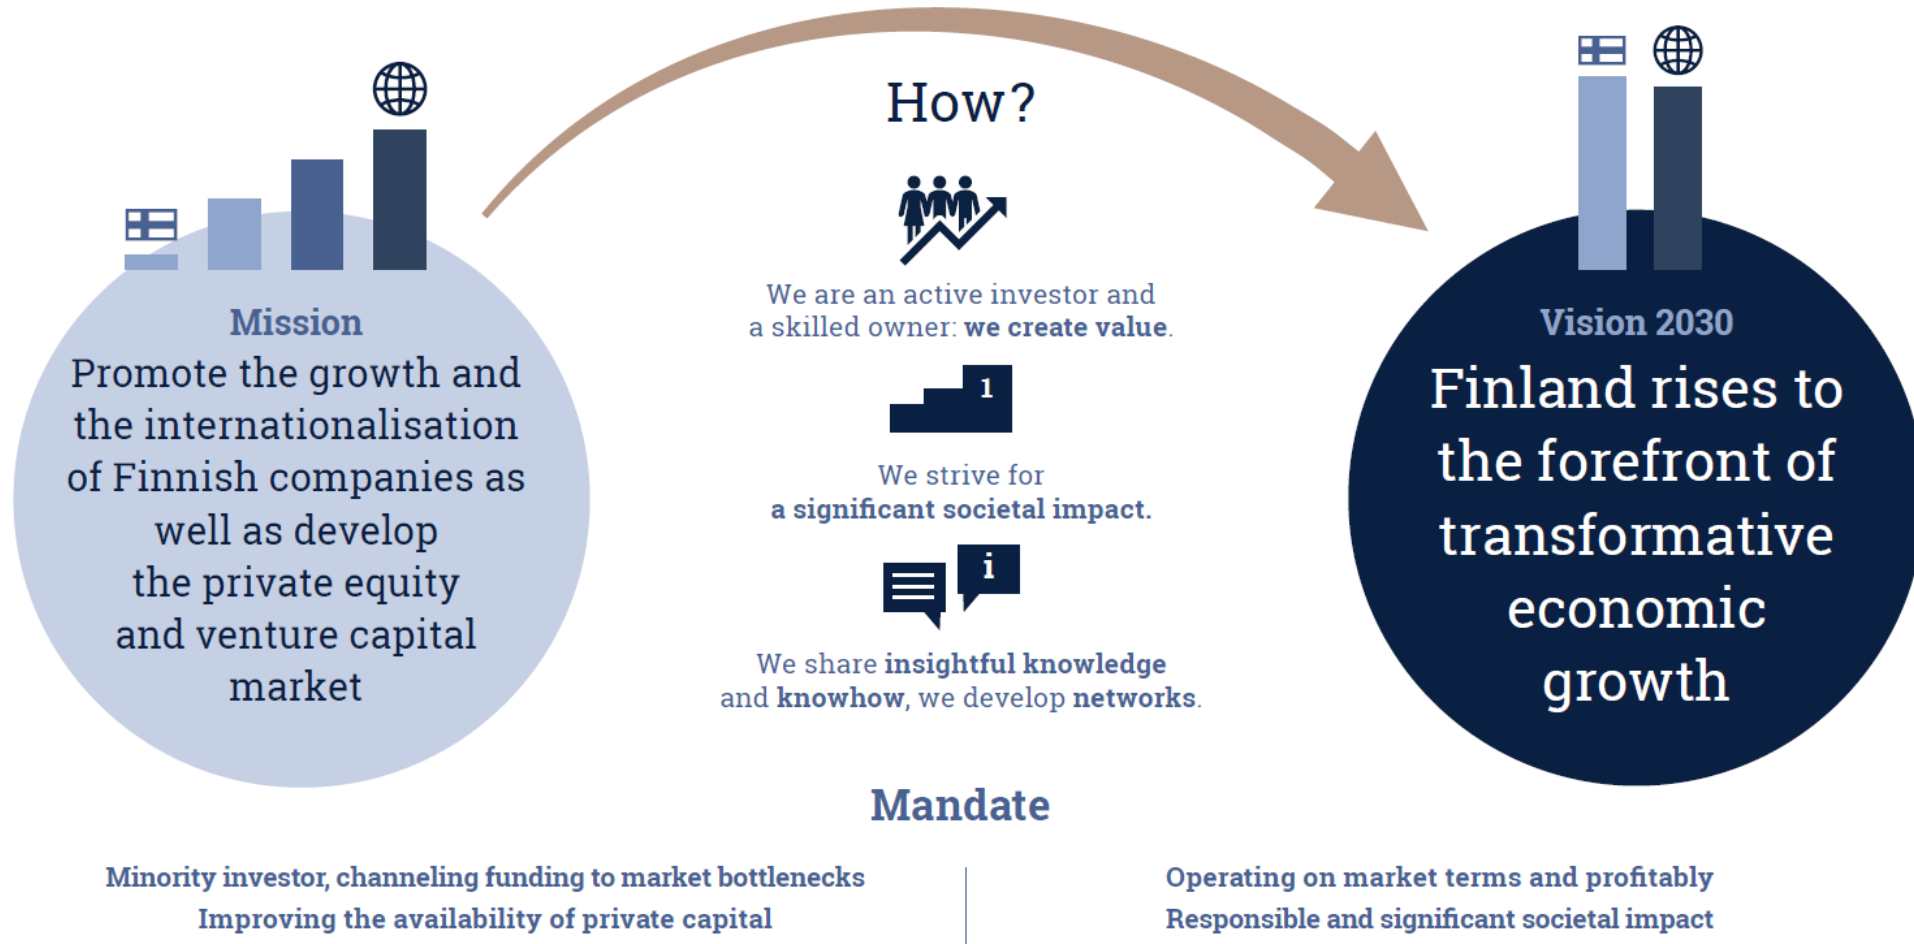 How?
Mission
Promote the growth and
the internationalisation
of Finnish companies as
well as develop
the private equity
and venture capital
market
We are an active investor and
a skilled owner: we create value.
1
We strive for
a significant societal impact.
i
We share insightful knowledge
and knowhow, we develop networks.
Vision 2030
Finland rises to
the forefront of
transformative
economic
growth
Mandate
Minority investor, channeling funding to market bottlenecks
Improving the availability of private capital
Operating on market terms and profitably
Responsible and significant societal impact